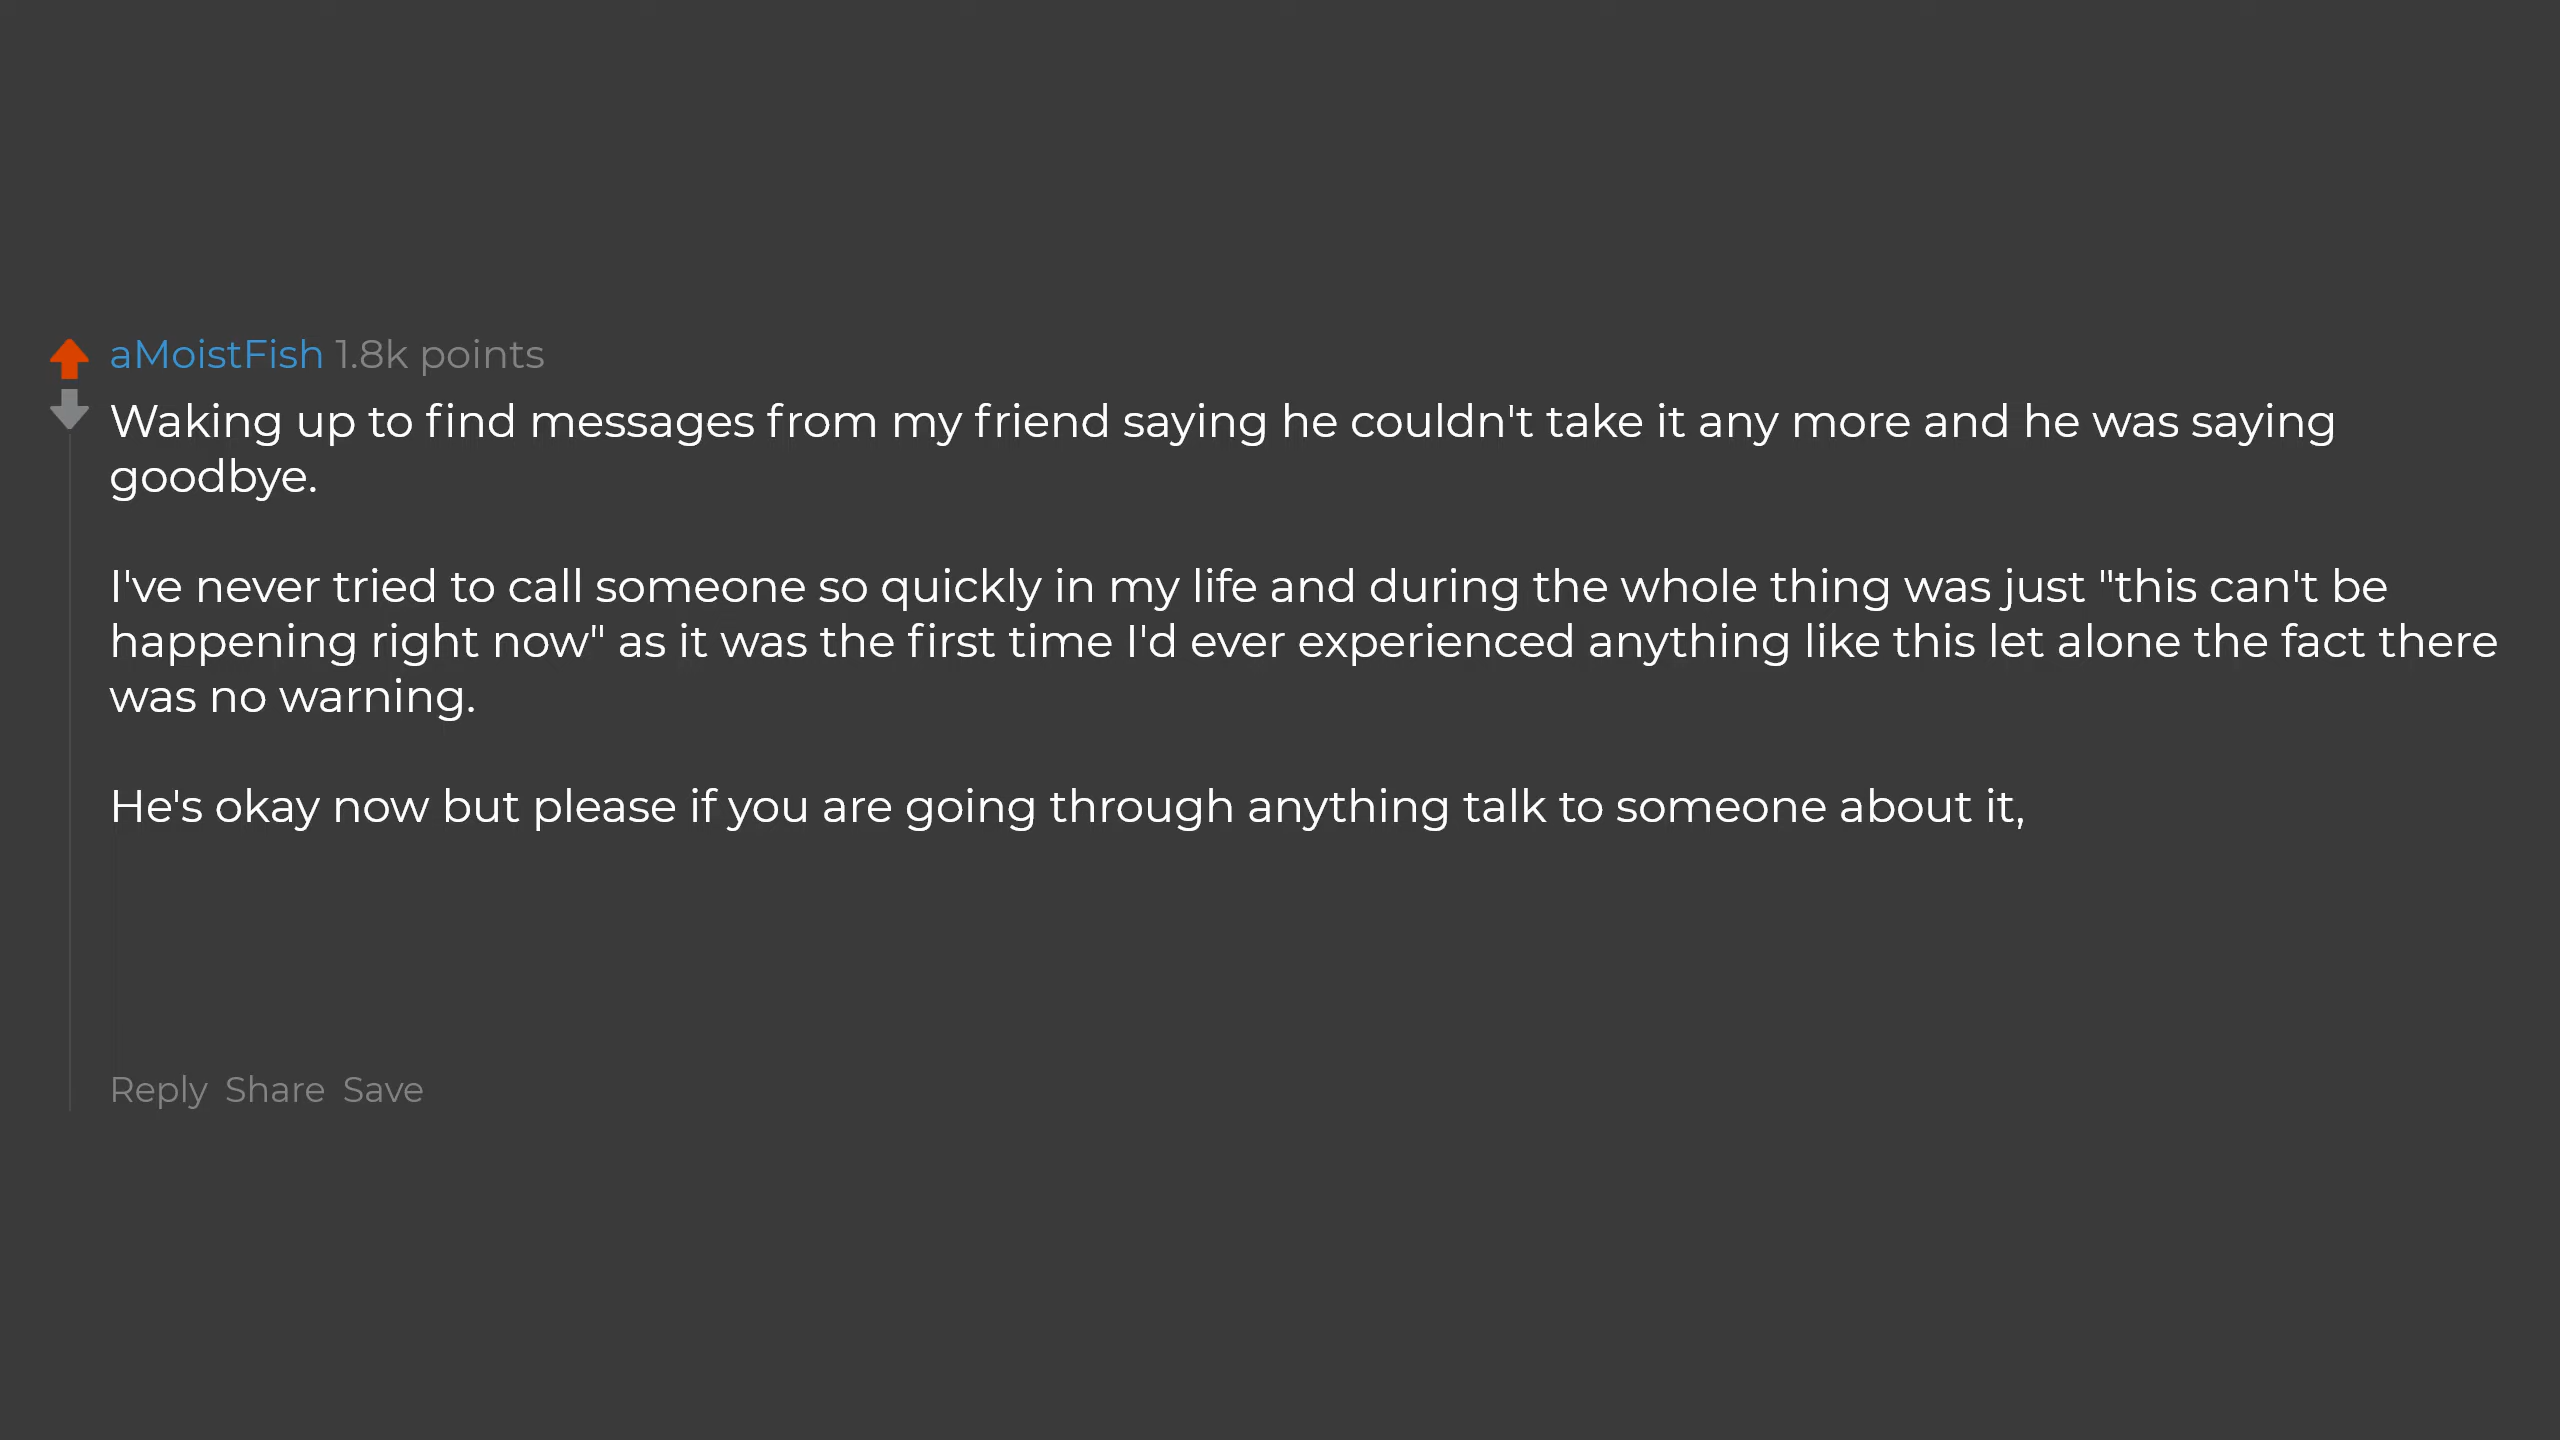 aMoistFish 1.8k points
Waking up to find messages from my friend saying he couldn't take it any more and he was saying
goodbye.
I've never tried to call someone so quickly in my life and during the whole thing was just "this can't be
happening right now" as it was the first time I'd ever experienced anything like this let alone the fact there
was no warning.
He's okay now but please if you are going through anything talk to someone about it,
Reply Share Save